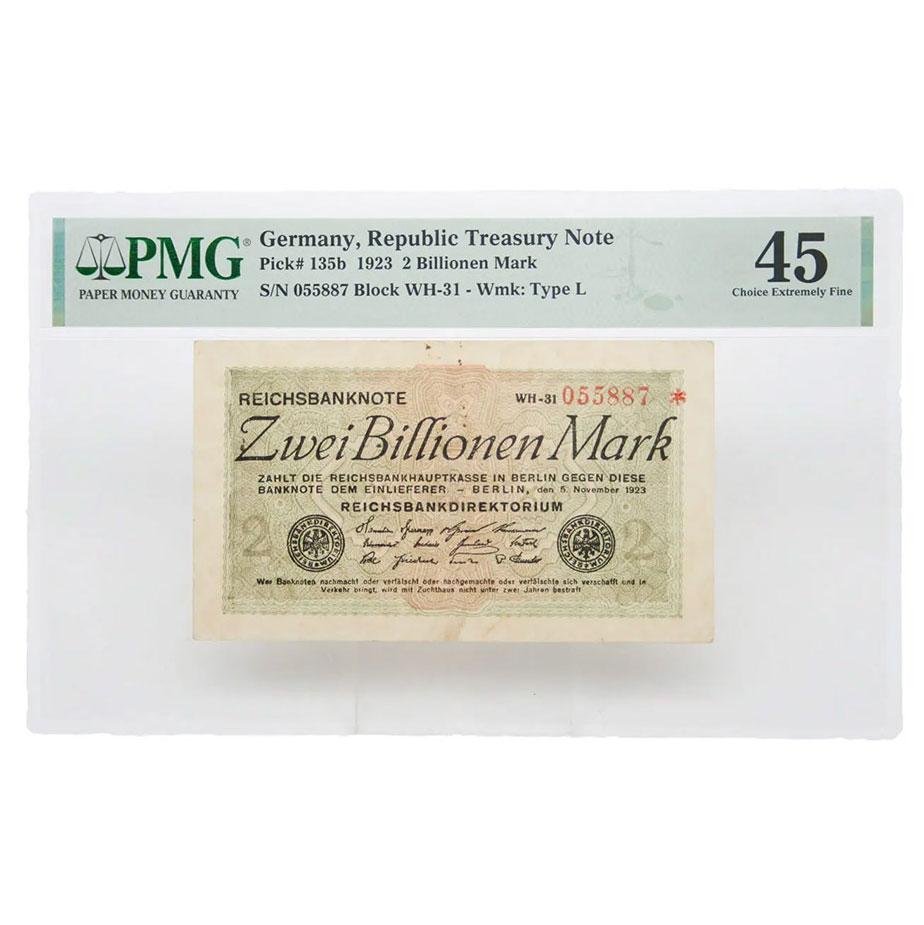 PMG®
PAPER MONEY GUARANTY
Germany, Republic Treasury Note
Pick# 135b 1923 2 Billionen Mark
S/N 055887 Block WH-31 - Wmk: Type L
45
Choice Extremely Fine
REICHSBANKNOTE
WH-31 055887 *
Zwei Billionen Mark
ZAHLT DIE REICHSBANKHAUPTKASSE IN BERLIN GEGEN DIESE
BANKNOTE DEM EINLIEFERER – BERLIN, den 5. November 1923
REICHSBANKDIREKTORIUM
2
REICHSBANKDIREKTORIUM
REICHSBANKDIREKTORIUM
2
Wer Banknoten nachmacht oder verfälscht oder nachgemachte oder verfälschte sich verschafft und in
Verkehr bringt, wird mit Zuchthaus nicht unter zwei Jahren bestraft